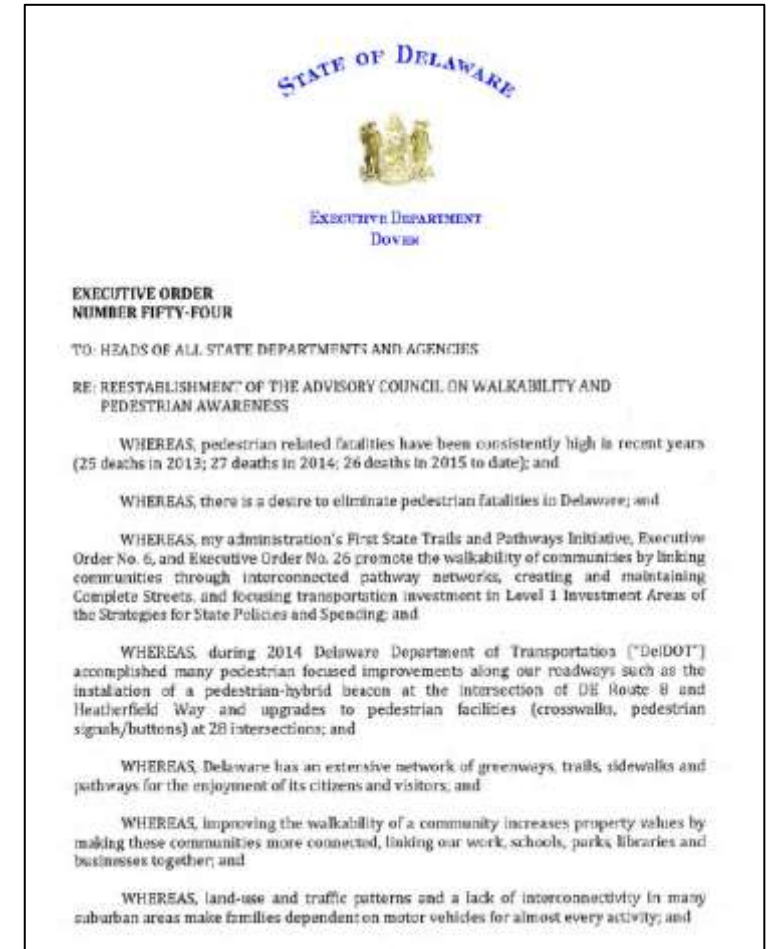 STATE OF DELAWARE
EXECUTIVE DEPARTMENT
DOVER
EXECUTIVE ORDER
NUMBER FIFTY-FOUR
TO: HEADS OF ALL STATE DEPARTMENTS AND AGENCIES
RE: REESTABLISHMENT OF THE ADVISORY COUNCIL ON WALKABILITY AND
PEDESTRIAN AWARENESS
WHEREAS, pedestrian related fatalities have been consistently high in recent years
(25 deaths in 2013; 27 deaths in 2014; 26 deaths in 2015 to date); and
WHEREAS, there is a desire to eliminate pedestrian fatalities in Delaware; and
WHEREAS, my administration's First State Trails and Pathways Initiative, Executive
Order No. 6, and Executive Order No. 26 promote the walkability of communities by linking
communities through interconnected pathway networks, creating and maintaining
Complete Streets, and focusing transportation investment in Level 1 Investment Areas of
the Strategies for State Policies and Spending; and
WHEREAS, during 2014 Delaware Department of Transportation ("DelDOT")
accomplished many pedestrian focused improvements along our roadways such as the
installation of a pedestrian-hybrid beacon at the intersection of DE Route 8 and
Heatherfield Way and upgrades to pedestrian facilities (crosswalks, pedestrian
signals/buttons) at 28 intersections; and
WHEREAS, Delaware has an extensive network of greenways, trails, sidewalks and
pathways for the enjoyment of its citizens and visitors; and
WHEREAS, improving the walkability of a community increases property values by
making these communities more connected, linking our work, schools, parks, libraries and
businesses together; and
WHEREAS, land-use and traffic patterns and a lack of interconnectivity in many
suburban areas make families dependent on motor vehicles for almost every activity; and